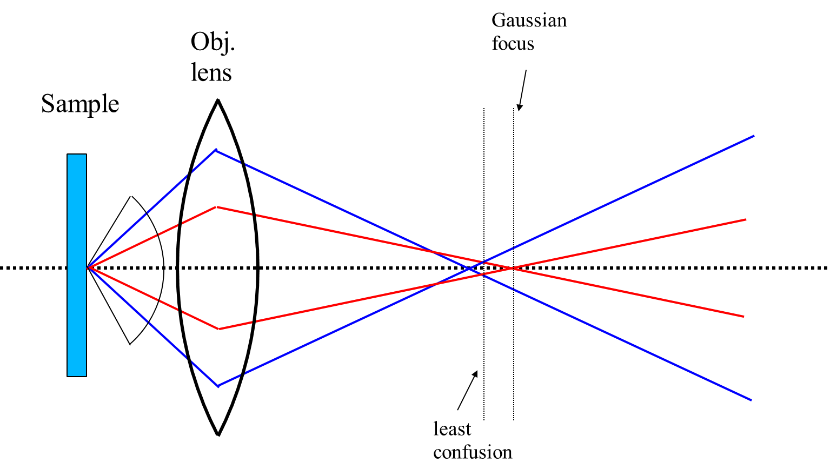 Gaussian
focus
Obj.
lens
Sample
least
confusion